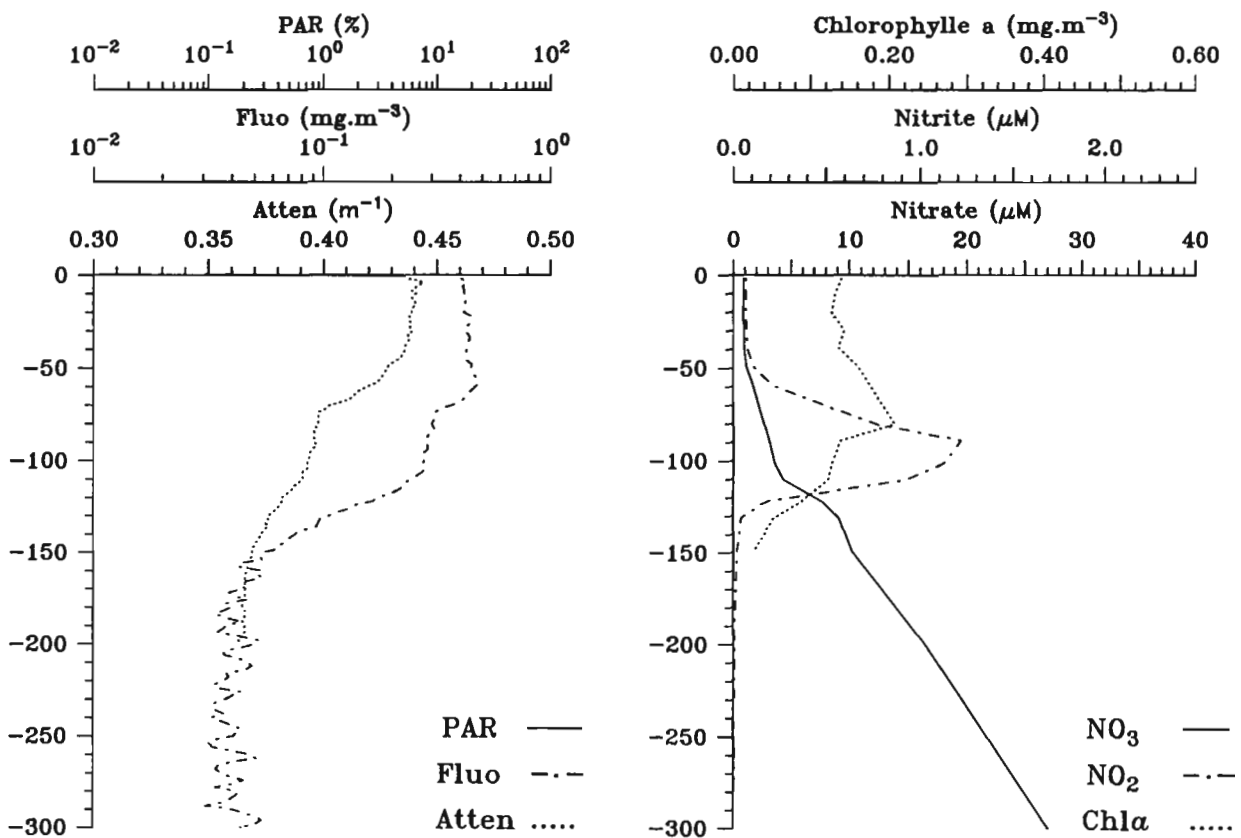 PAR (%)
10⁻² 10⁻¹ 10⁰ 10¹ 10²
Fluo (mg.m⁻³)
10⁻² 10⁻¹ 10⁰
Atten (m⁻¹)
0.30 0.35 0.40 0.45 0.50
0
-50
-100
-150
-200
-250
-300
PAR
Fluo
Atten
Chlorophylle a (mg.m⁻³)
0.00 0.20 0.40 0.60
Nitrite (μM)
0.0 1.0 2.0
Nitrate (μM)
0 10 20 30 40
0
-50
-100
-150
-200
-250
-300
NO₃
NO₂
Chla